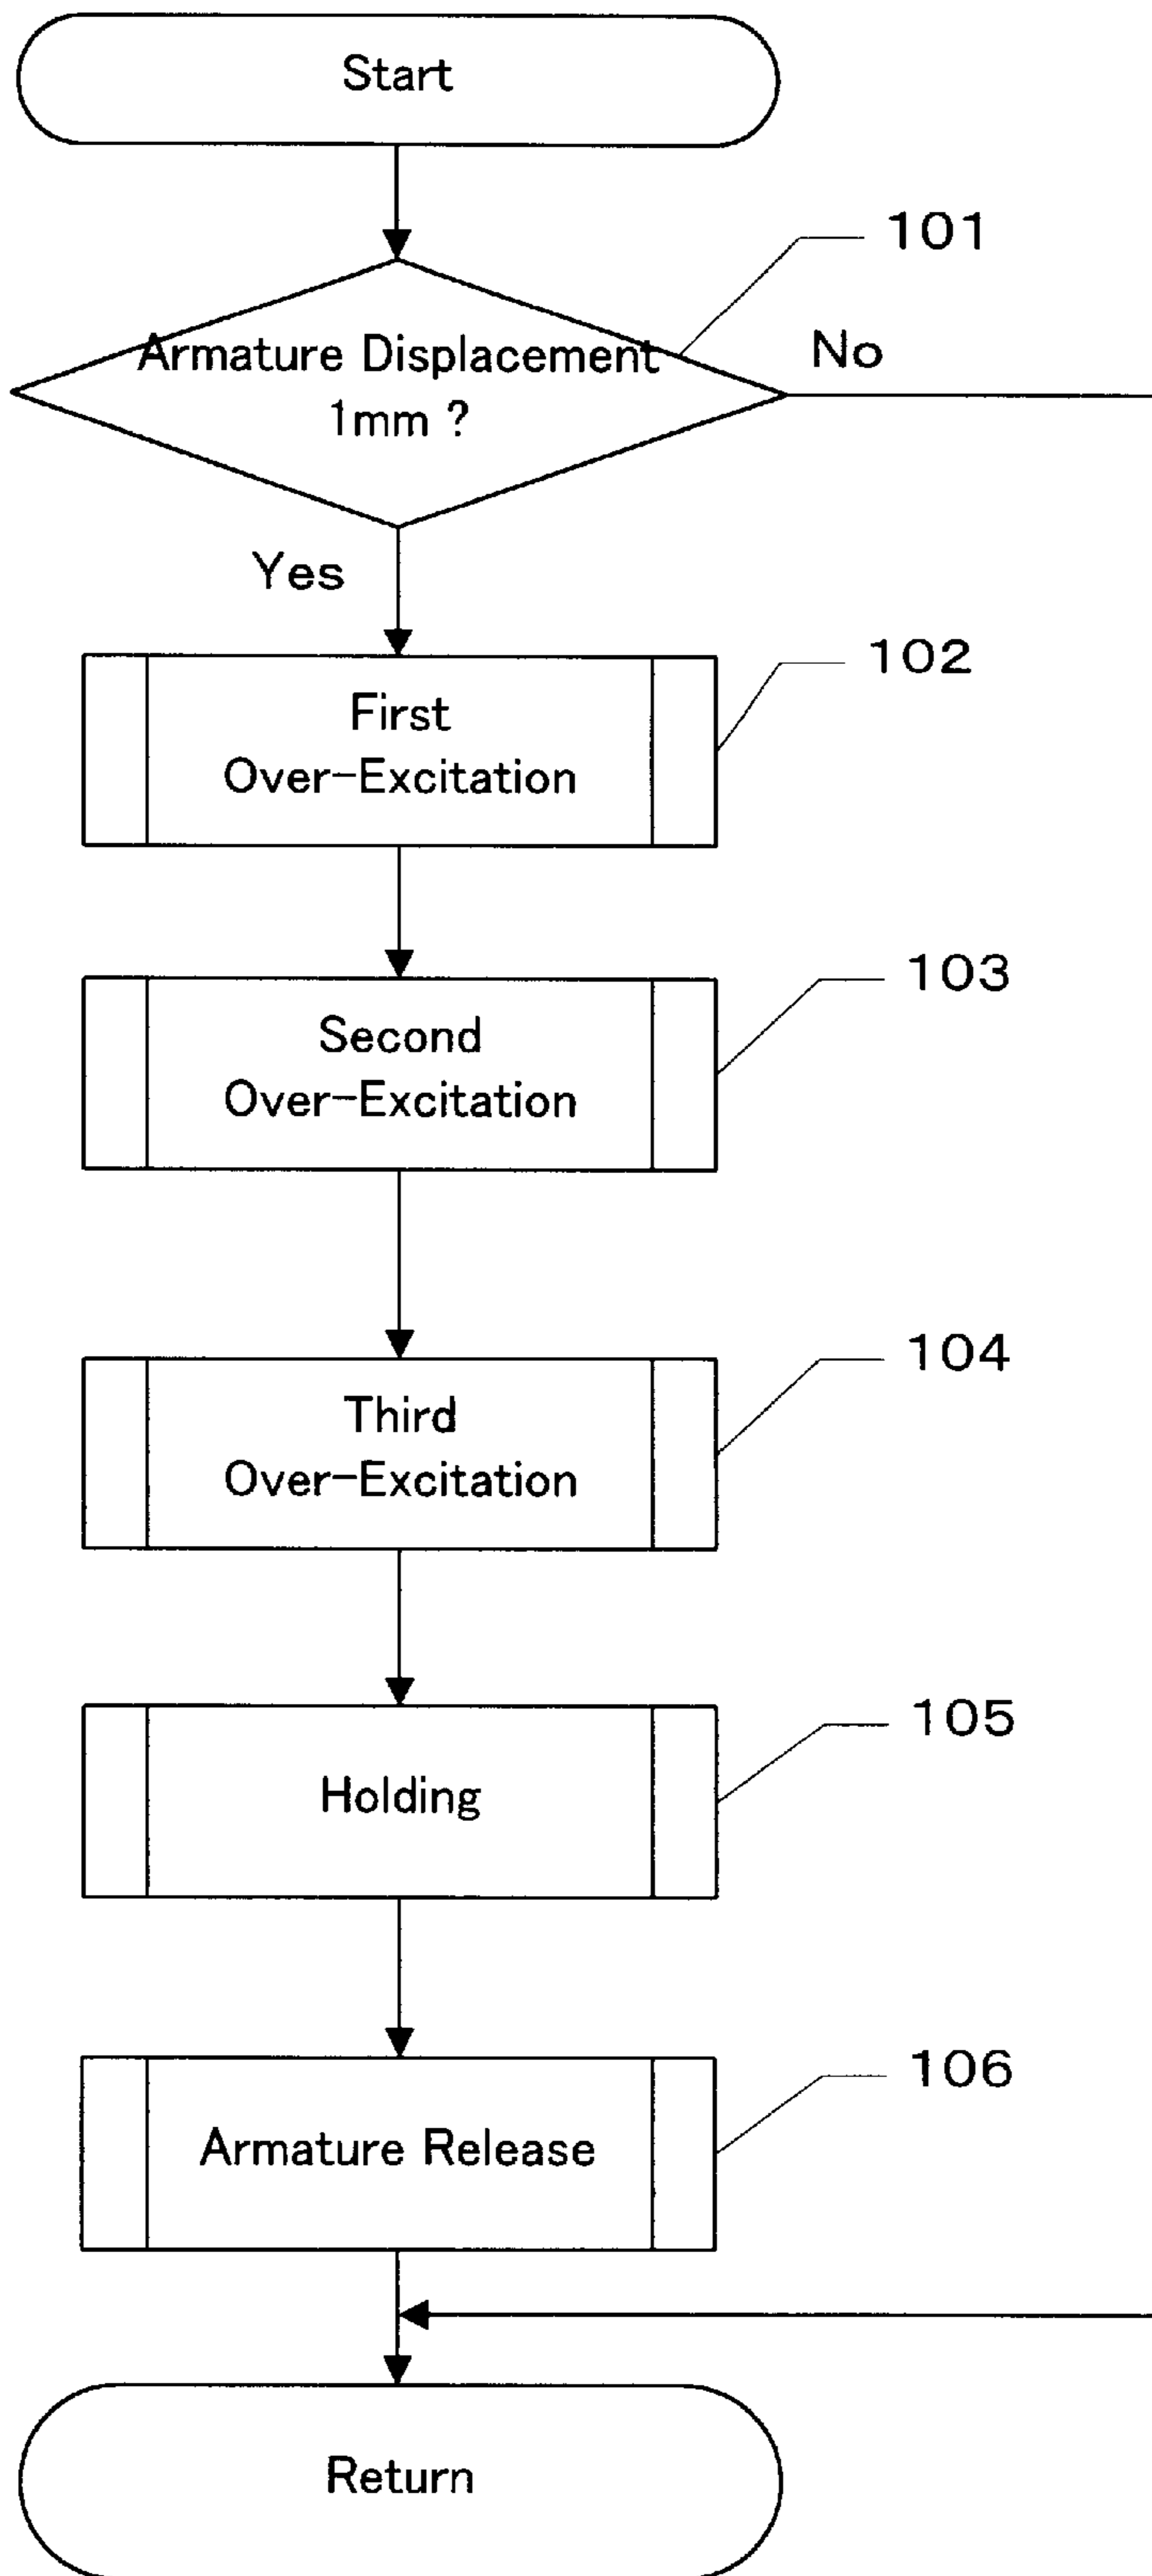 Start
101
Armature Displacement
1mm ?
No
Yes
102
First
Over-Excitation
103
Second
Over-Excitation
104
Third
Over-Excitation
105
Holding
106
Armature Release
Return